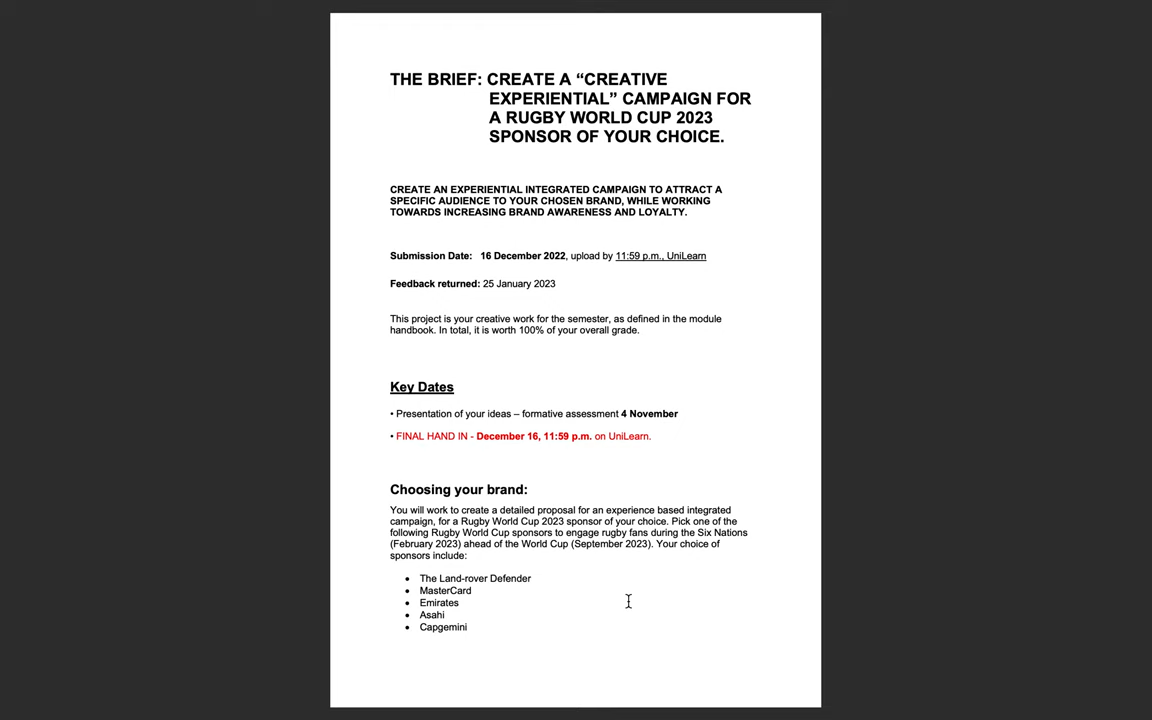 THE BRIEF: CREATE A “CREATIVE
EXPERIENTIAL” CAMPAIGN FOR
A RUGBY WORLD CUP 2023
SPONSOR OF YOUR CHOICE.
CREATE AN EXPERIENTIAL INTEGRATED CAMPAIGN TO ATTRACT A
SPECIFIC AUDIENCE TO YOUR CHOSEN BRAND, WHILE WORKING
TOWARDS INCREASING BRAND AWARENESS AND LOYALTY.
Submission Date: 16 December 2022, upload by 11:59 p.m., UniLearn
Feedback returned: 25 January 2023
This project is your creative work for the semester, as defined in the module
handbook. In total, it is worth 100% of your overall grade.
Key Dates
• Presentation of your ideas – formative assessment 4 November
• FINAL HAND IN - December 16, 11:59 p.m. on UniLearn.
Choosing your brand:
You will work to create a detailed proposal for an experience based integrated
campaign, for a Rugby World Cup 2023 sponsor of your choice. Pick one of the
following Rugby World Cup sponsors to engage rugby fans during the Six Nations
(February 2023) ahead of the World Cup (September 2023). Your choice of
sponsors include:
• The Land-rover Defender
• MasterCard
• Emirates
• Asahi
• Capgemini